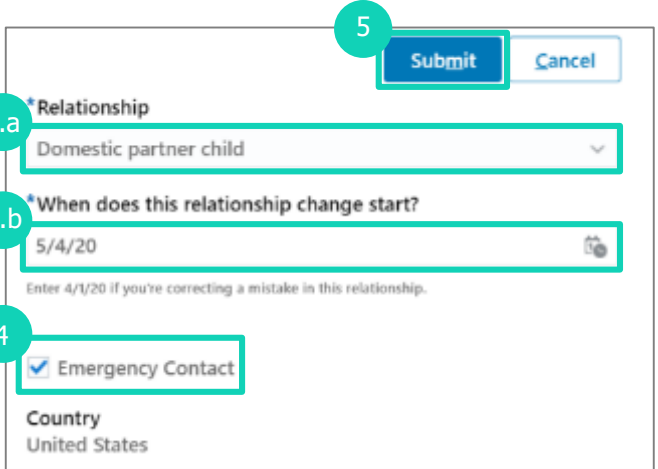 5
Submit Cancel
*Relationship
.a
Domestic partner child
*When does this relationship change start?
.b
5/4/20
Enter 4/1/20 if you're correcting a mistake in this relationship.
4
Emergency Contact
Country
United States